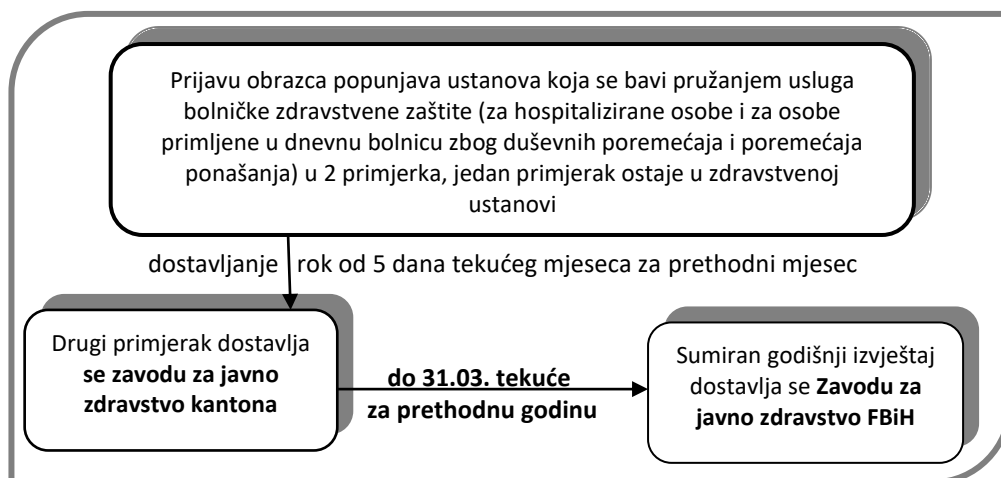 Prijavu obrazca popunjava ustanova koja se bavi pružanjem usluga
bolničke zdravstvene zaštite (za hospitalizirane osobe i za osobe
primljene u dnevnu bolnicu zbog duševnih poremećaja i poremećaja
ponašanja) u 2 primjerka, jedan primjerak ostaje u zdravstvenoj
ustanovi
dostavljanje rok od 5 dana tekućeg mjeseca za prethodni mjesec
Drugi primjerak dostavlja
se zavodu za javno
zdravstvo kantona
do 31.03. tekuće
za prethodnu godinu
Sumiran godišnji izvještaj
dostavlja se Zavodu za
javno zdravstvo FBiH